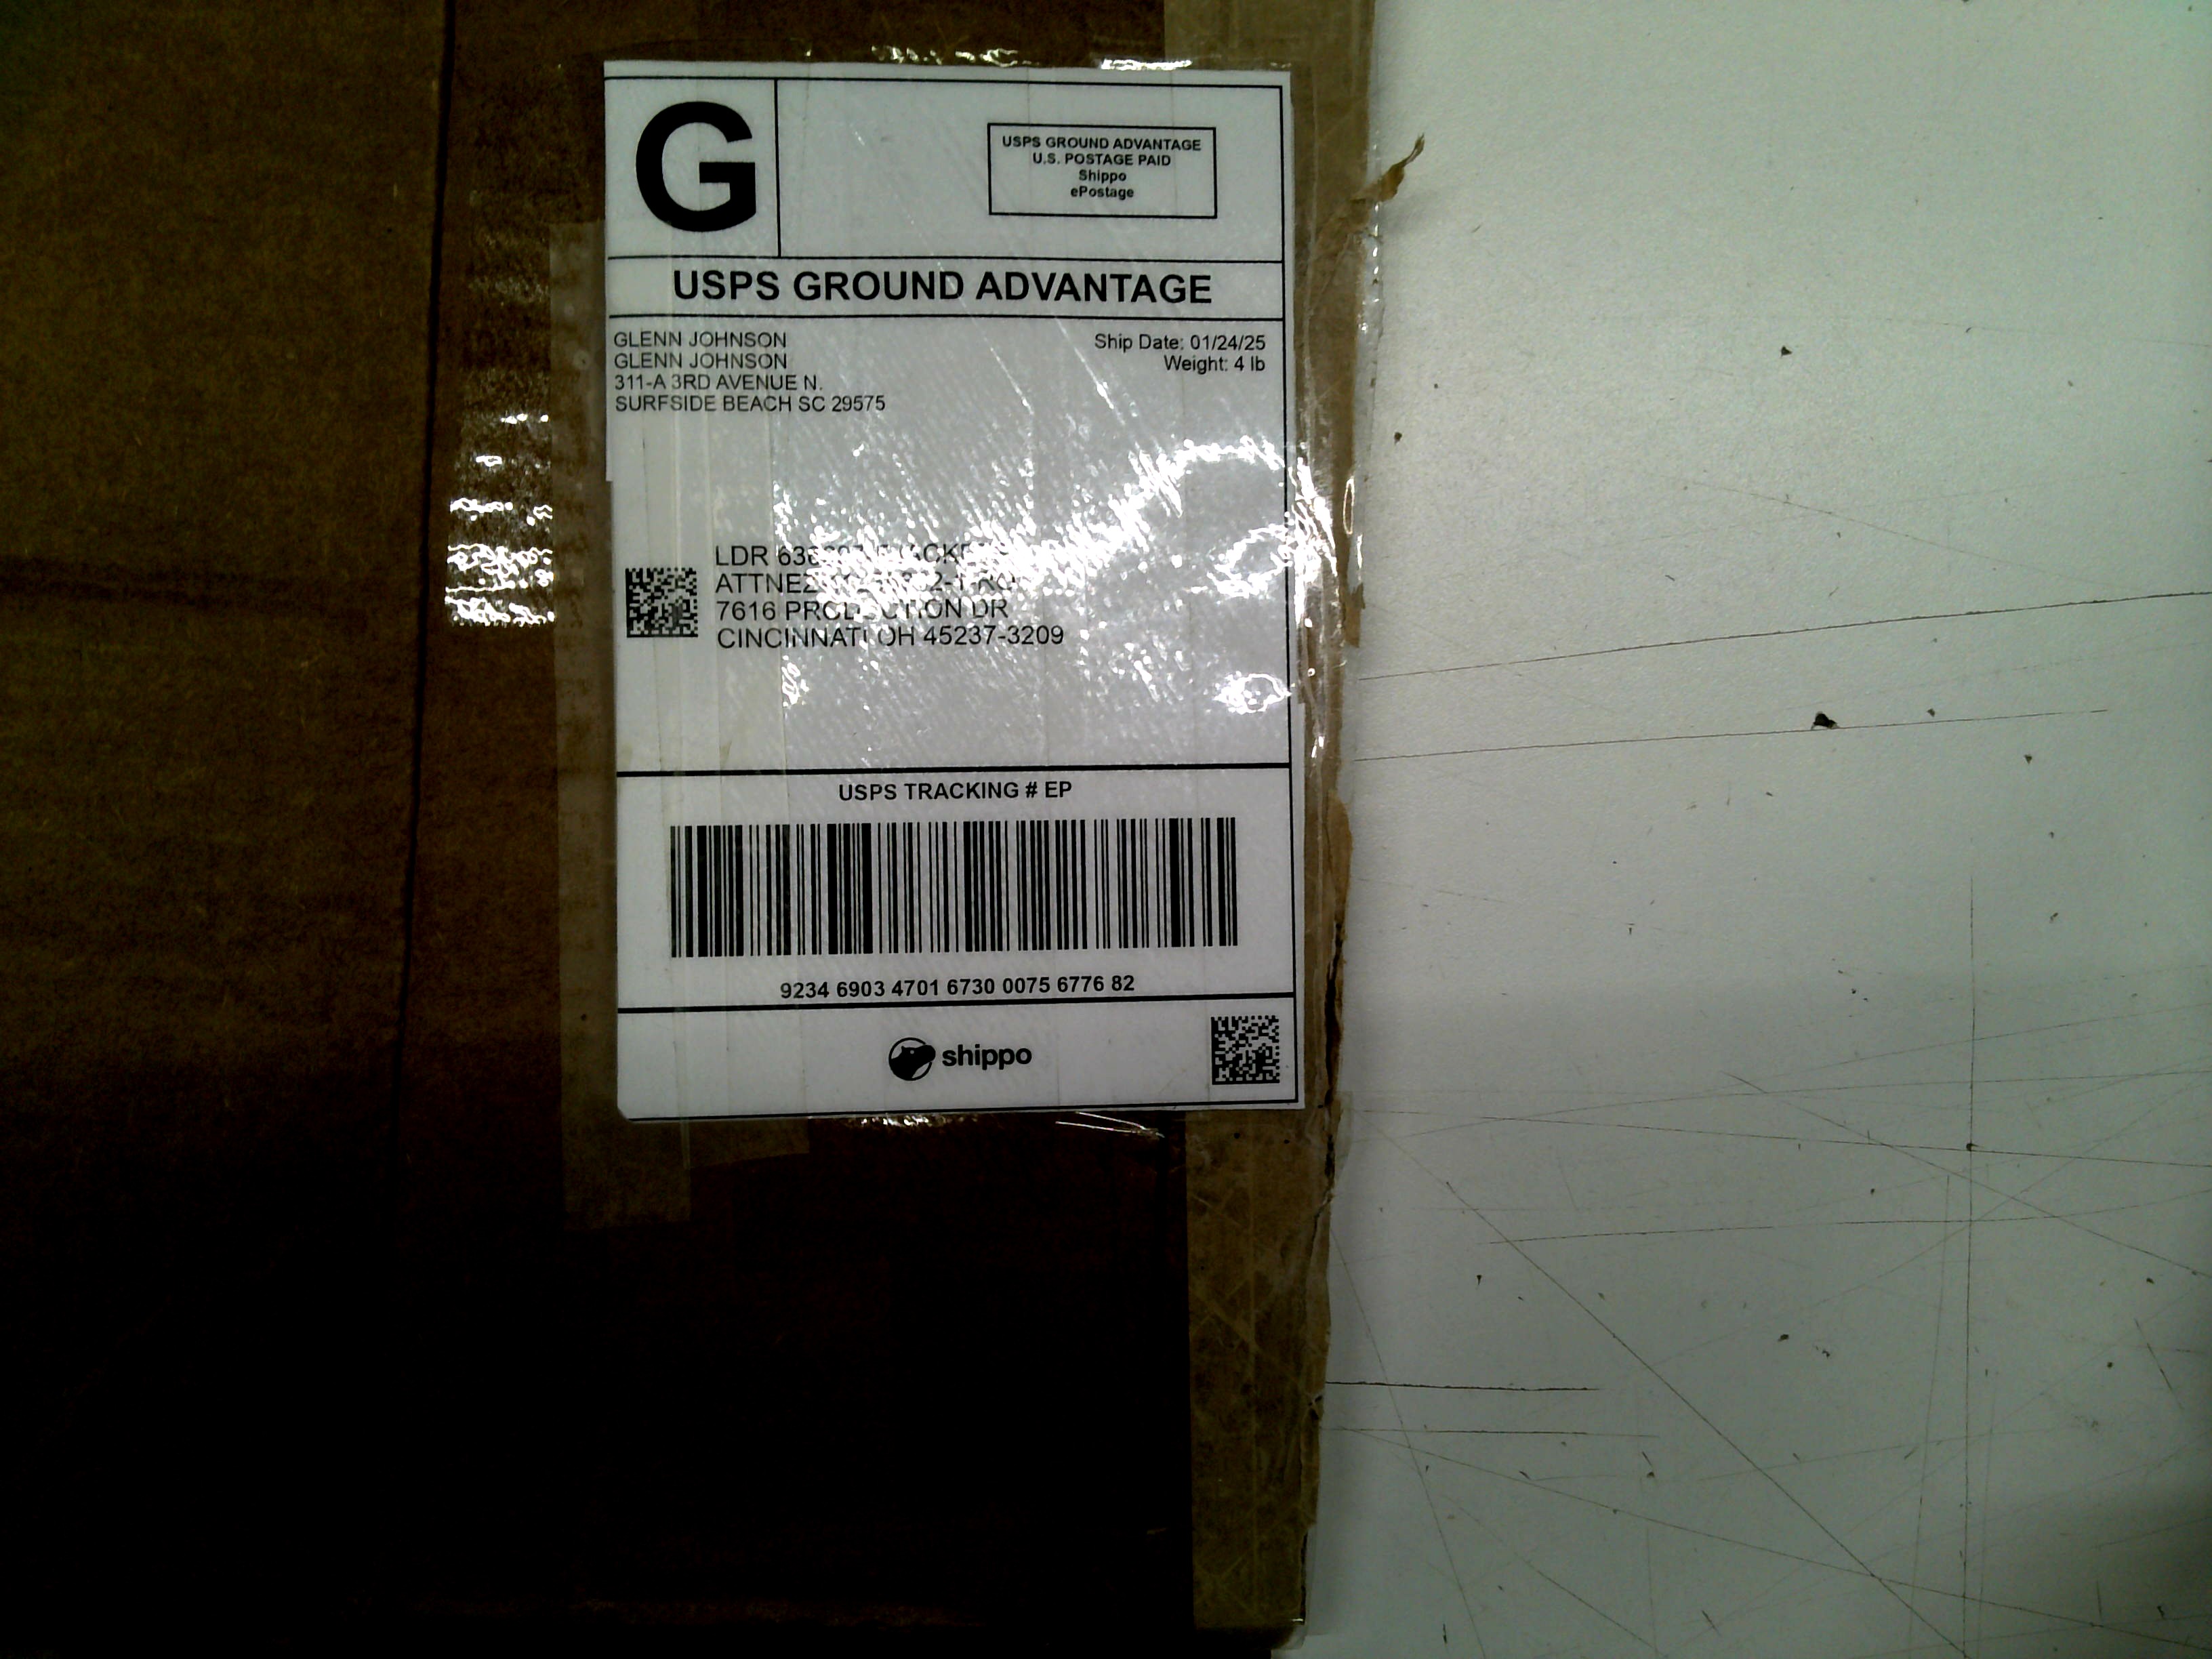 G
USPS GROUND ADVANTAGE
U.S. POSTAGE PAID
Shippo
ePostage
USPS GROUND ADVANTAGE
GLENN JOHNSON
GLENN JOHNSON
311-A 3RD AVENUE N.
SURFSIDE BEACH SC 29575
Ship Date: 01/24/25
Weight: 4 lb
LDR
7616 PRODUCTION DR
CINCINNATI OH 45237-3209
USPS TRACKING # EP
9234 6903 4701 6730 0075 6776 82
shippo